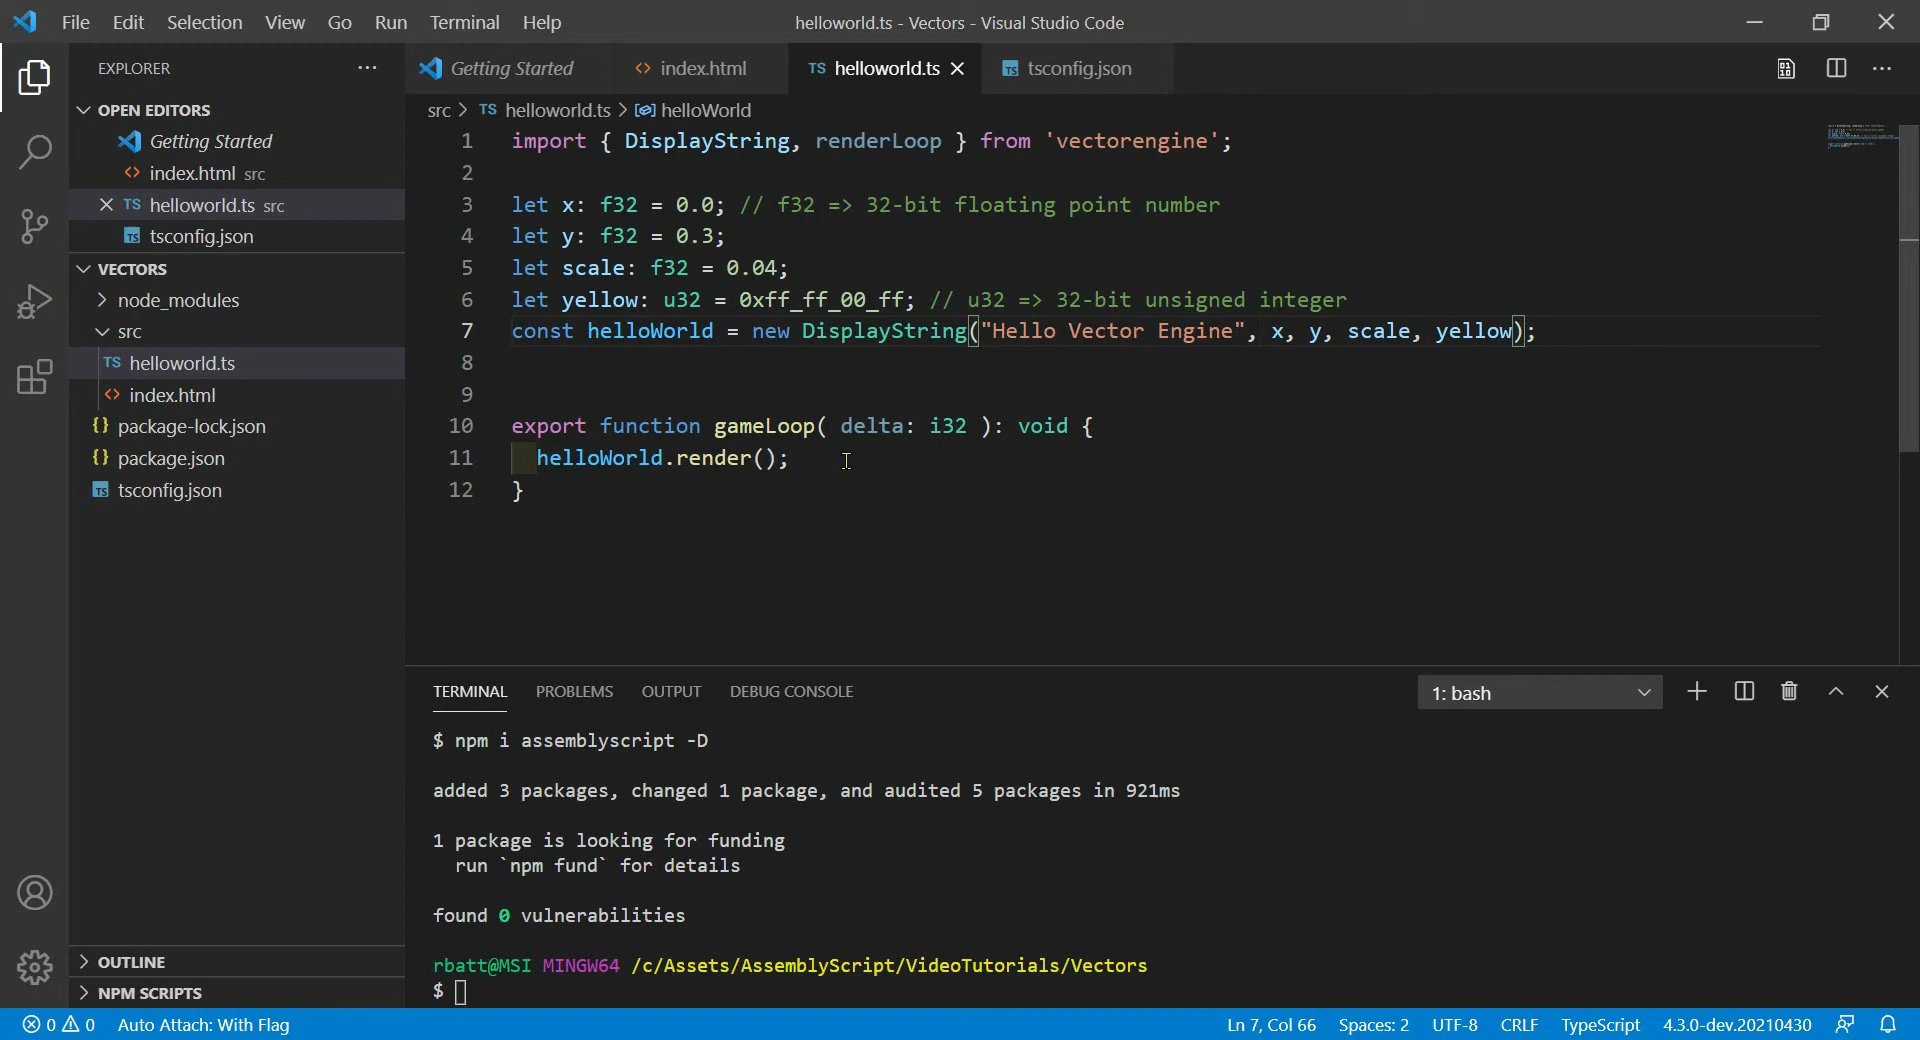 File Edit Selection View Go Run Terminal Help
helloworld.ts - Vectors - Visual Studio Code
EXPLORER
OPEN EDITORS
Getting Started
index.html src
TS helloworld.ts src
TS tsconfig.json
VECTORS
node_modules
src
TS helloworld.ts
index.html
{} package-lock.json
{} package.json
TS tsconfig.json
OUTLINE
NPM SCRIPTS
Getting Started
index.html
TS helloworld.ts
TS tsconfig.json
src > TS helloworld.ts > helloWorld
1 import { DisplayString, renderLoop } from 'vectorengine';
2
3 let x: f32 = 0.0; // f32 => 32-bit floating point number
4 let y: f32 = 0.3;
5 let scale: f32 = 0.04;
6 let yellow: u32 = 0xff_ff_00_ff; // u32 => 32-bit unsigned integer
7 const helloWorld = new DisplayString("Hello Vector Engine", x, y, scale, yellow);
8
9
10 export function gameLoop( delta: i32 ): void {
11 helloWorld.render();
12 }
TERMINAL PROBLEMS OUTPUT DEBUG CONSOLE
1: bash
$ npm i assemblyscript -D
added 3 packages, changed 1 package, and audited 5 packages in 921ms
1 package is looking for funding
run `npm fund` for details
found 0 vulnerabilities
rbatt@MSI MINGW64 /c/Assets/AssemblyScript/VideoTutorials/Vectors
$
0 0 Auto Attach: With Flag
Ln 7, Col 66 Spaces: 2 UTF-8 CRLF TypeScript 4.3.0-dev.20210430